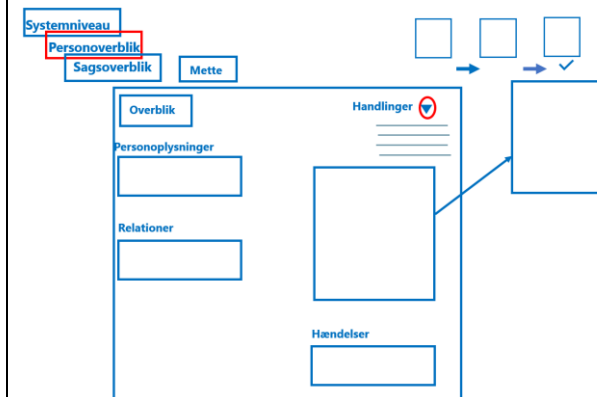 Systemniveau
Personoverblik
Sagsoverblik
Mette
Overblik
Handlinger
Personoplysninger
Relationer
Hændelser